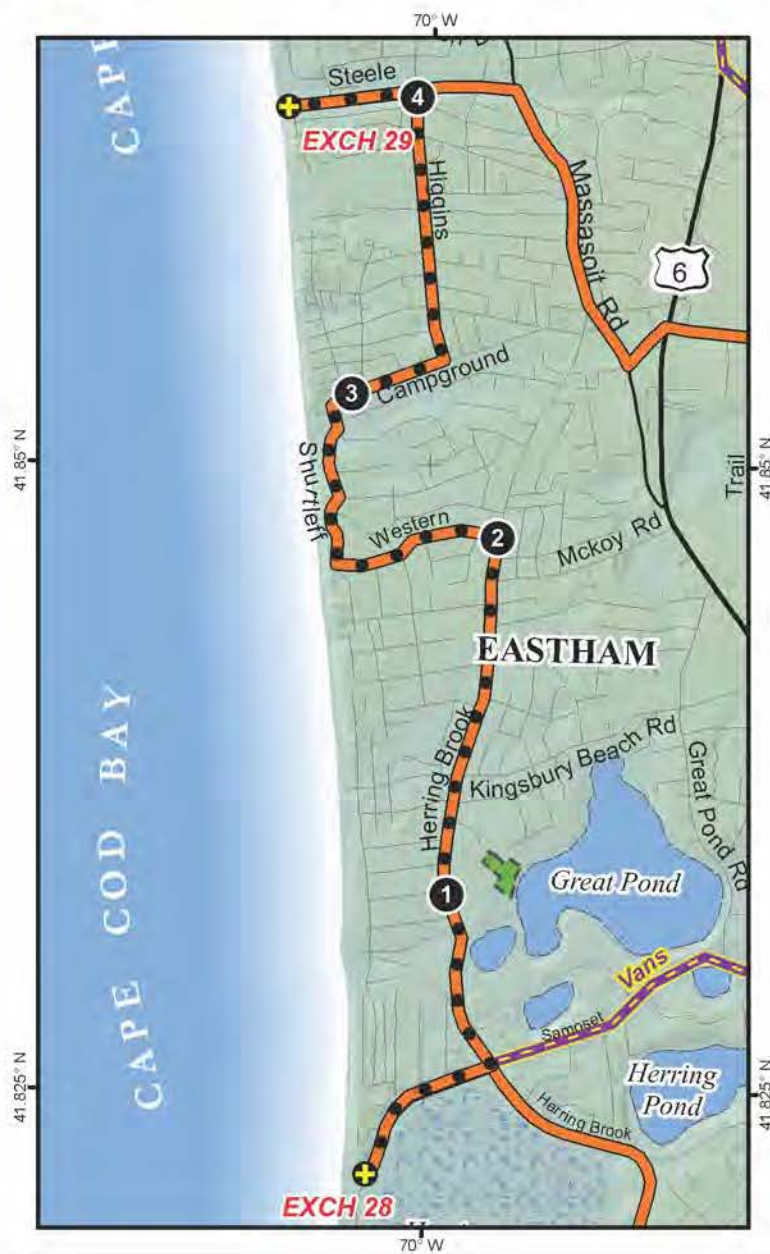 70° W
CAPE
Steele
4
EXCH 29
Higgins
Massasoit Rd
6
Campground
3
41.85° N
41.85° N
Shurtleff
Trail
Western
2
Mckoy Rd
EASTHAM
Herring Brook
Kingsbury Beach Rd
Great Pond Rd
CAPE COD BAY
1
Great Pond
Vans
Samoset
41.825° N
41.825° N
Herring
Pond
Herring Brook
EXCH 28
70° W